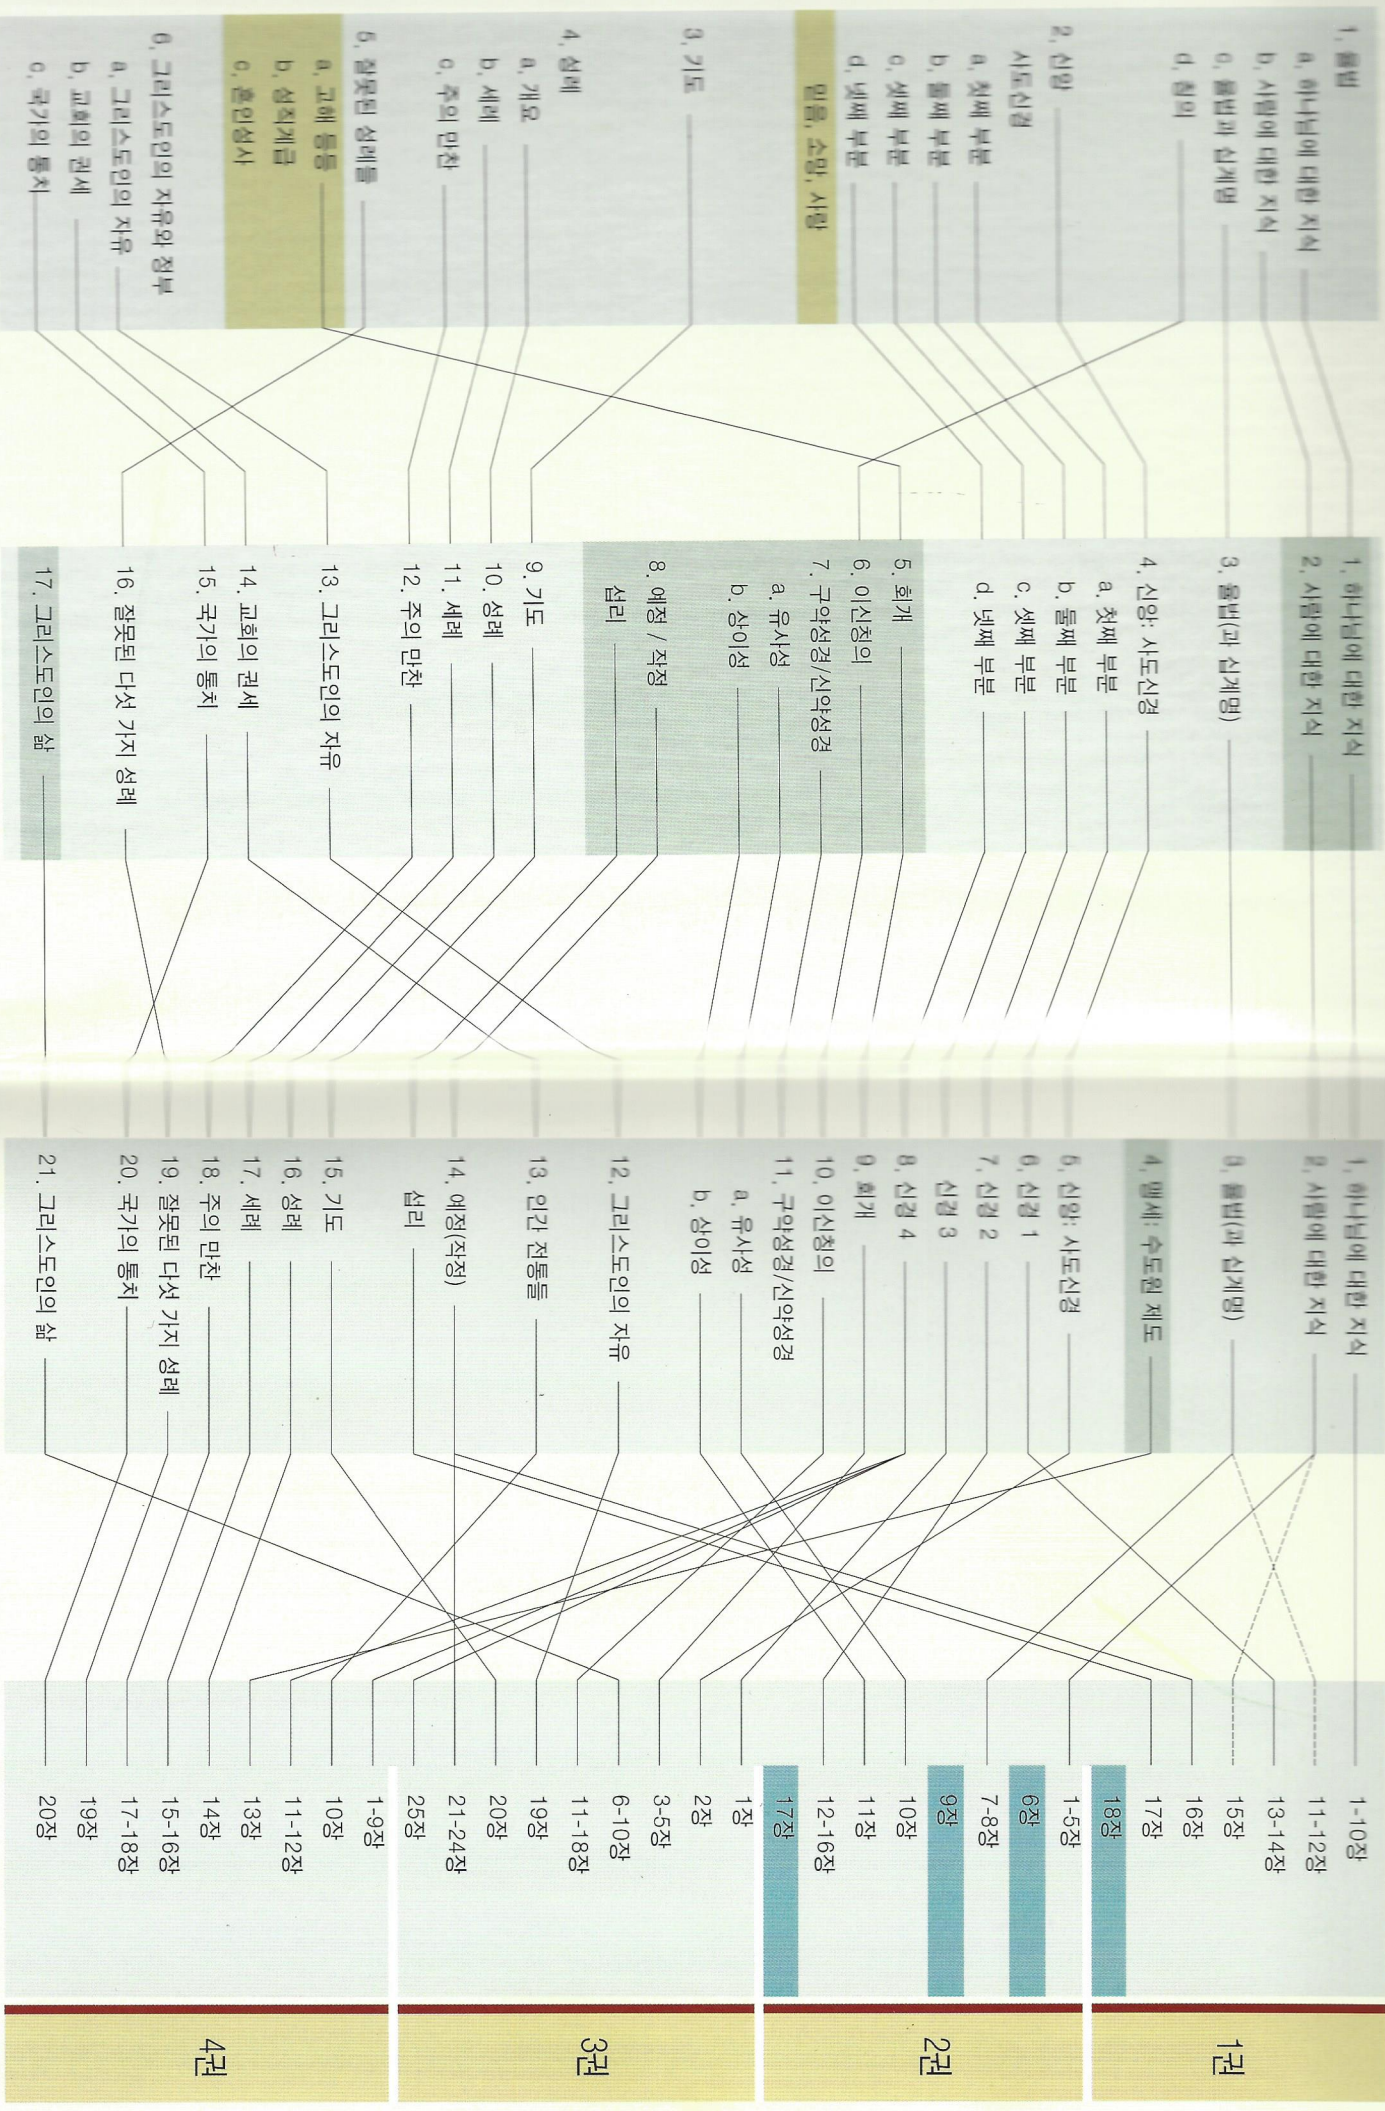 1. 율법
a. 하나님에 대한 지식
b. 사람에 대한 지식
c. 율법과 십계명
d. 칭의
2. 신앙
사도신경
a. 첫째 부분
b. 둘째 부분
c. 셋째 부분
d. 넷째 부분
믿음, 소망, 사랑
3. 기도
4. 성례
a. 개요
b. 세례
c. 주의 만찬
5. 잘못된 성례들
a. 고해 등등
b. 성직계급
c. 혼인성사
6. 그리스도인의 자유와 정부
a. 그리스도인의 자유
b. 교회의 권세
c. 국가의 통치
1. 하나님에 대한 지식
2. 사람에 대한 지식
3. 율법(과 십계명)
4. 신앙: 사도신경
a. 첫째 부분
b. 둘째 부분
c. 셋째 부분
d. 넷째 부분
5. 회개
6. 이신칭의
7. 구약성경/신약성경
a. 유사성
b. 상이성
8. 예정 / 작정
섭리
9. 기도
10. 성례
11. 세례
12. 주의 만찬
13. 그리스도인의 자유
14. 교회의 권세
15. 국가의 통치
16. 잘못된 다섯 가지 성례
17. 그리스도인의 삶
1. 하나님에 대한 지식
2. 사람에 대한 지식
3. 율법(과 십계명)
4. 맹세: 수도원 제도
5. 신앙: 사도신경
6. 신경 1
7. 신경 2
신경 3
8. 신경 4
9. 회개
10. 이신칭의
11. 구약성경/신약성경
a. 유사성
b. 상이성
12. 그리스도인의 자유
13. 인간 전통들
14. 예정(작정)
섭리
15. 기도
16. 성례
17. 세례
18. 주의 만찬
19. 잘못된 다섯 가지 성례
20. 국가의 통치
21. 그리스도인의 삶
1-10장
11-12장
13-14장
15장
16장
17장
18장
1-5장
6장
7-8장
9장
10장
11장
12-16장
17장
1장
2장
3-5장
6-10장
11-18장
19장
20장
21-24장
25장
1-9장
10장
11-12장
13장
14장
15-16장
17-18장
19장
20장
1권
2권
3권
4권